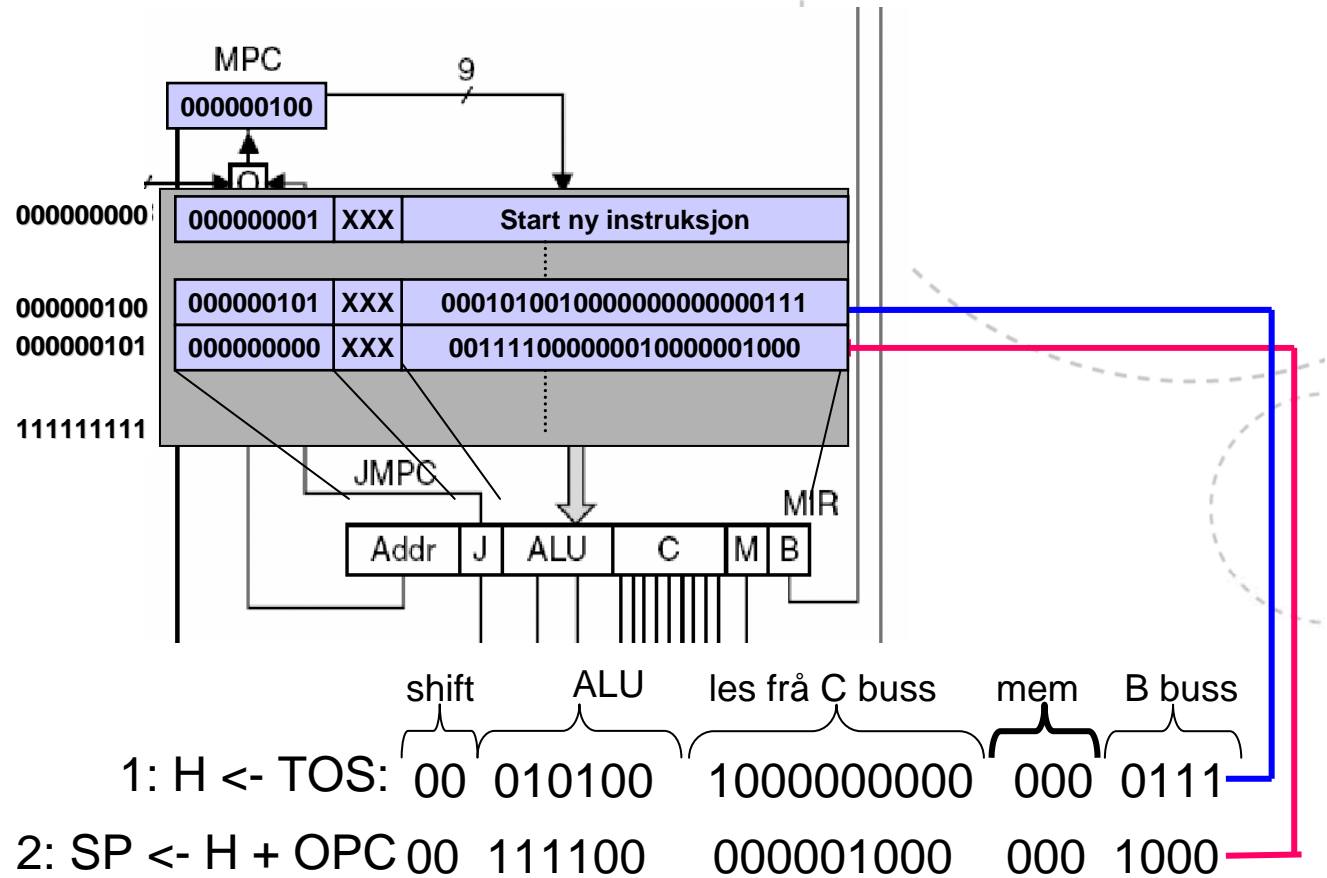 MPC
9
000000100
O
000000000 000000001 XXX Start ny instruksjon
000000100 000000101 XXX 0001010010000000000000111
000000101 000000000 XXX 001111000000010000001000
111111111
JMPC
MIR
Addr J ALU C M B
shift ALU les frå C buss mem B buss
1: H <- TOS: 00 010100 1000000000 000 0111
2: SP <- H + OPC 00 111100 000001000 000 1000